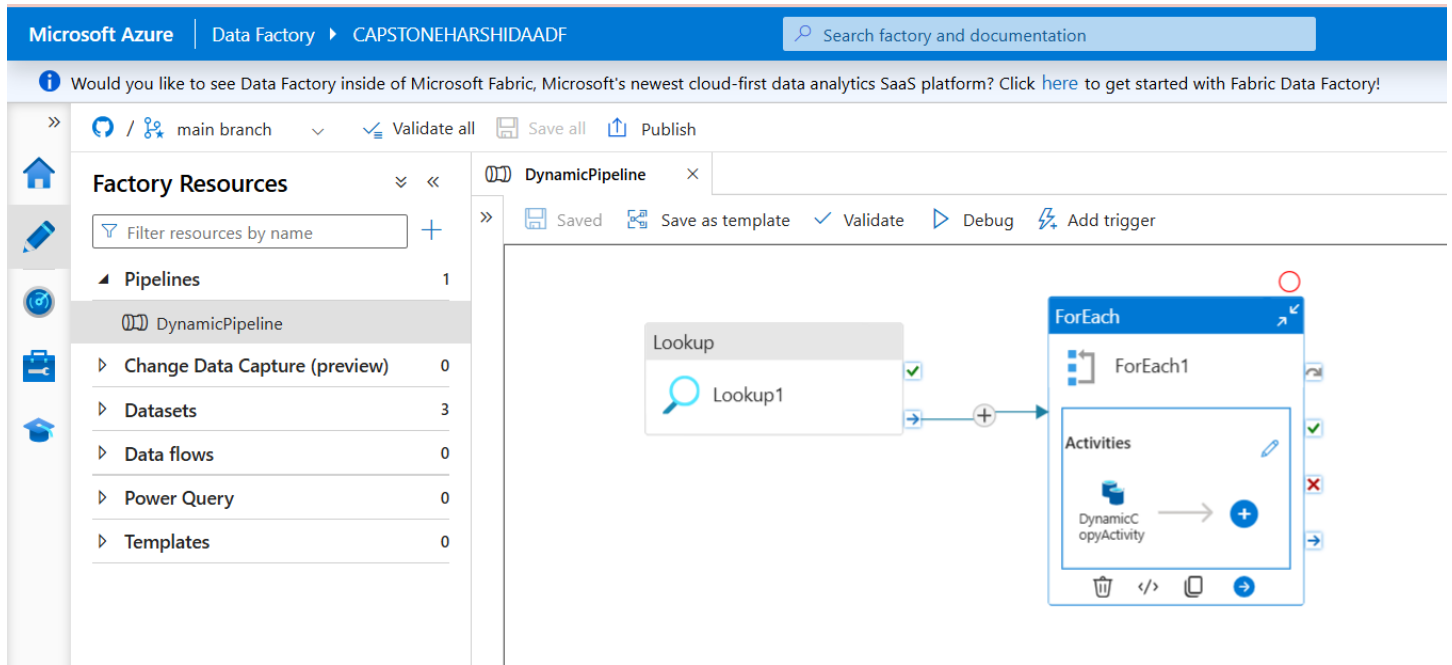 Microsoft Azure Data Factory CAPSTONEHARSHIDAADF Search factory and documentation
Would you like to see Data Factory inside of Microsoft Fabric, Microsoft's newest cloud-first data analytics SaaS platform? Click here to get started with Fabric Data Factory!
/ main branch Validate all Save all Publish
Factory Resources
Filter resources by name
Pipelines 1
DynamicPipeline
Change Data Capture (preview) 0
Datasets 3
Data flows 0
Power Query 0
Templates 0
DynamicPipeline
Saved Save as template Validate Debug Add trigger
Lookup
Lookup1
ForEach
ForEach1
Activities
DynamicC
opyActivity